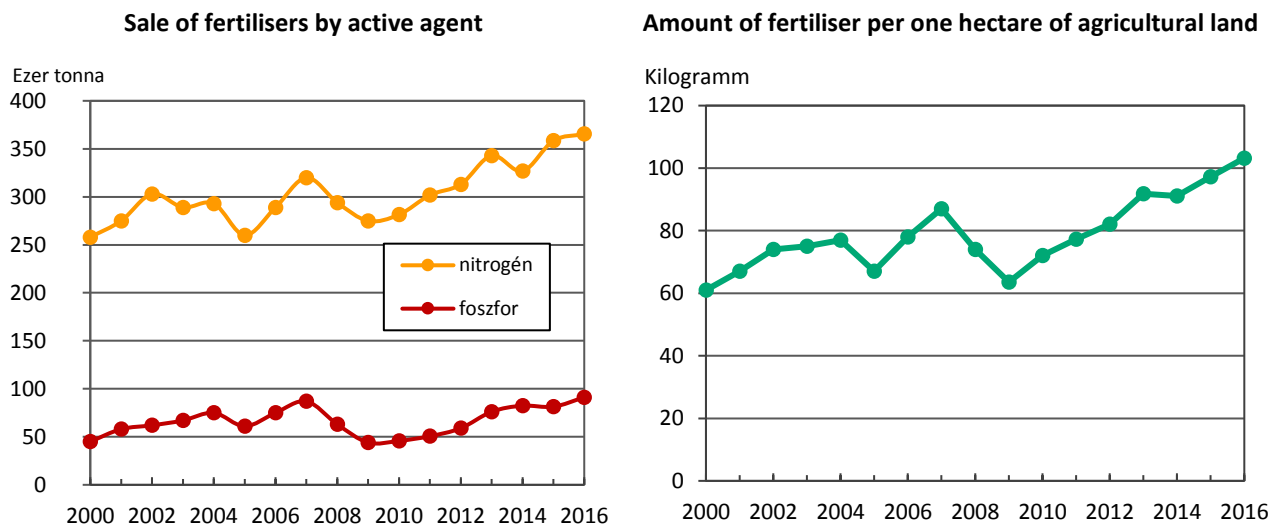 Sale of fertilisers by active agent
Ezer tonna
400
350
300
250
300
150
100
50
0
nitrogén
foszfor
2000 2002 2004 2006 2008 2010 2012 2014 2016
Amount of fertiliser per one hectare of agricultural land
Kilogramm
120
100
80
60
40
20
0
2000 2002 2004 2006 2008 2010 2012 2014 2016